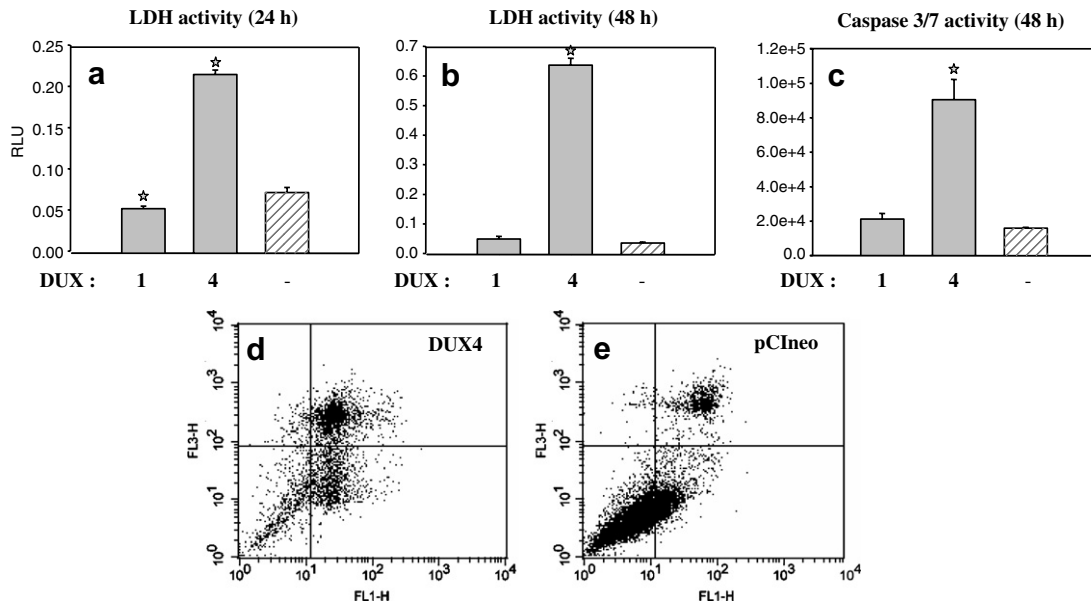 LDH activity (24 h)
LDH activity (48 h)
Caspase 3/7 activity (48 h)
a
RLU
0.25
0.20
0.15
0.10
0.05
0.00
b
0.7
0.6
0.5
0.4
0.3
0.2
0.1
0.0
c
1.2e+5
1.0e+5
8.0e+4
6.0e+4
4.0e+4
2.0e+4
0.0
DUX : 1 4 -
DUX : 1 4 -
DUX : 1 4 -
d
DUX4
FL3-H
10^4
10^3
10^2
10^1
10^0
10^0 10^1 10^2 10^3 10^4
FL1-H
e
pCIneo
FL3-H
10^4
10^3
10^2
10^1
10^0
10^0 10^1 10^2 10^3 10^4
FL1-H